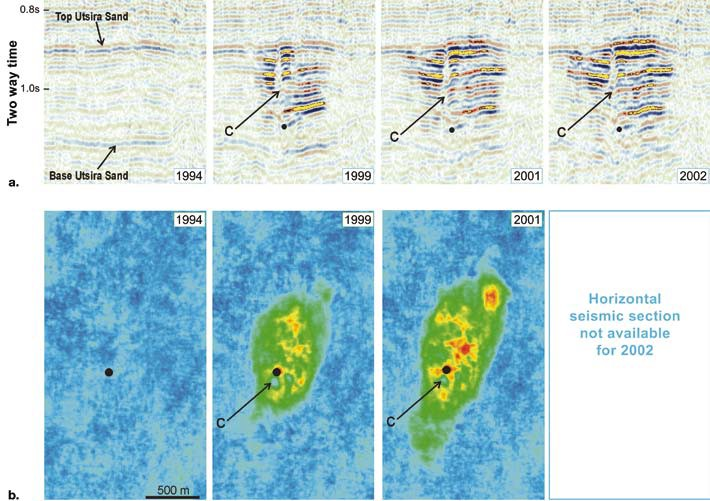 0.8s
Top Utsira Sand
Two way time
1.0s
C
C
C
Base Utsira Sand
1994
1999
2001
2002
a.
1994
1999
2001
Horizontal
seismic section
not available
for 2002
C
C
500 m
b.